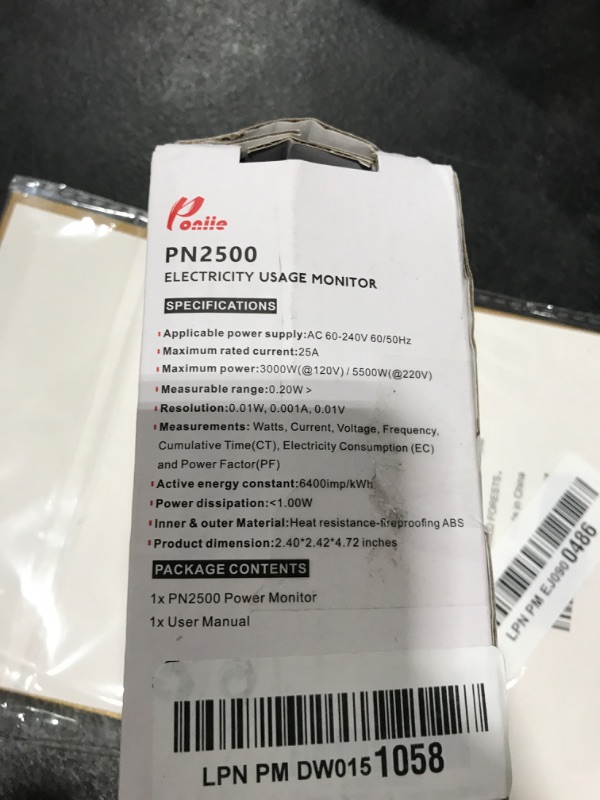 Poniie
PN2500
ELECTRICITY USAGE MONITOR
SPECIFICATIONS
Applicable power supply:AC 60-240V 60/50Hz
Maximum rated current:25A
Maximum power:3000W(@120V) / 5500W(@220V)
Measurable range:0.20W >
Resolution:0.01W, 0.001A, 0.01V
Measurements: Watts, Current, Voltage, Frequency,
Cumulative Time(CT), Electricity Consumption (EC)
and Power Factor(PF)
Active energy constant:6400imp/kWh
Power dissipation:<1.00W
Inner & outer Material:Heat resistance-fireproofing ABS
Product dimension:2.40*2.42*4.72 inches
PACKAGE CONTENTS
1x PN2500 Power Monitor
1x User Manual
LPN PM DW015 1058
FORESTS.
in China
LPN PM EJ090 0486